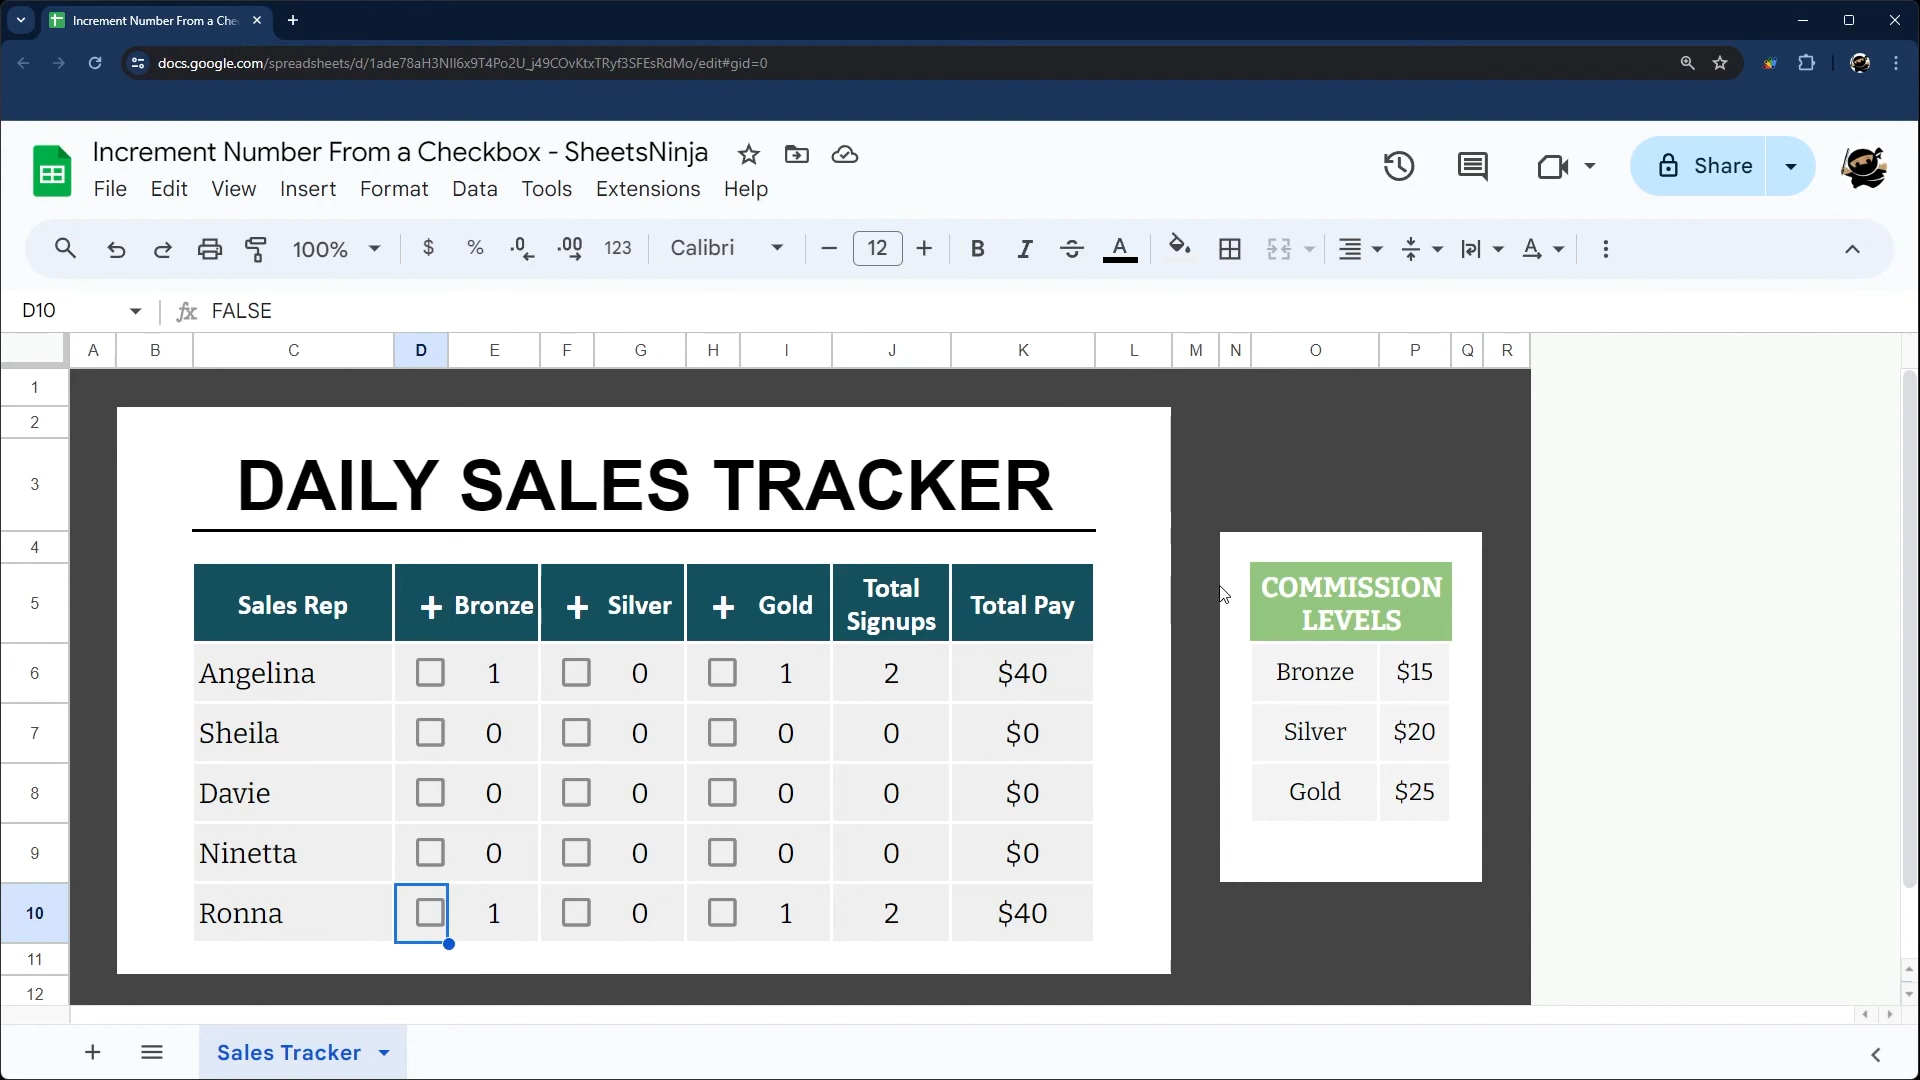 Increment Number From a Che
docs.google.com/spreadsheets/d/1ade78aH3NIl6x9T4Po2U_j49COvKtxTRyf3SFEsRdMo/edit#gid=0
Increment Number From a Checkbox - SheetsNinja
File Edit View Insert Format Data Tools Extensions Help
Share
100% $ % .0 .00 123 Calibri - 12 + B I S A
D10 fx FALSE
A B C D E F G H I J K L M N O P Q R
1
2
3 DAILY SALES TRACKER
4
5 Sales Rep + Bronze + Silver + Gold Total Signups Total Pay COMMISSION LEVELS
6 Angelina 1 0 1 2 $40 Bronze $15
7 Sheila 0 0 0 0 $0 Silver $20
8 Davie 0 0 0 0 $0 Gold $25
9 Ninetta 0 0 0 0 $0
10 Ronna 1 0 1 2 $40
11
12
Sales Tracker